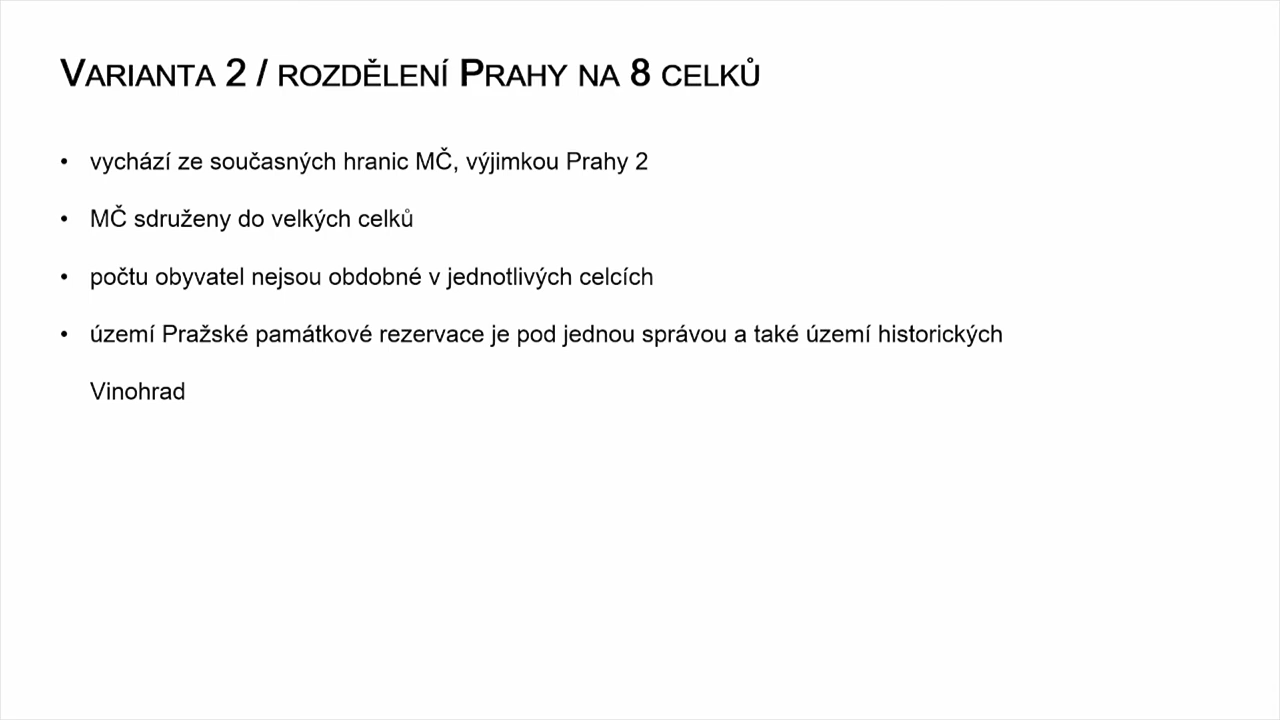 VARIANTA 2 / ROZDĚLENÍ PRAHY NA 8 CELKŮ
• vychází ze současných hranic MČ, výjimkou Prahy 2
• MČ sdruženy do velkých celků
• počtu obyvatel nejsou obdobné v jednotlivých celcích
• území Pražské památkové rezervace je pod jednou správou a také území historických
Vinohrad